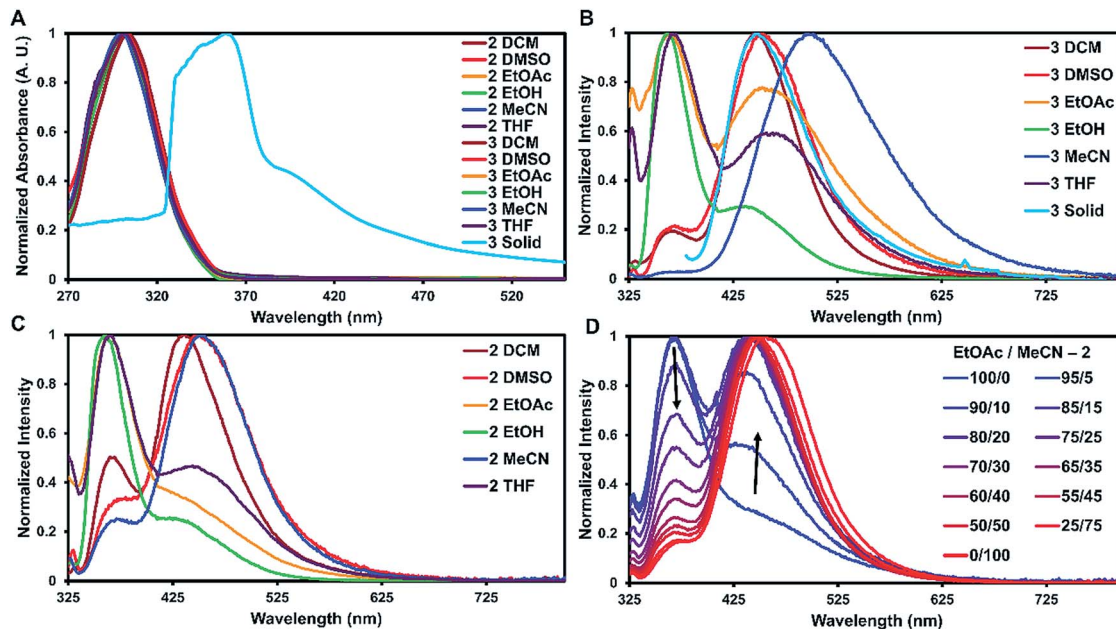 A
Normalized Absorbance (A. U.)
1
0.8
0.6
0.4
0.2
0
270
320
370
420
470
520
Wavelength (nm)
2 DCM
2 DMSO
2 EtOAc
2 EtOH
2 MeCN
2 THF
3 DCM
3 DMSO
3 EtOAc
3 EtOH
3 MeCN
3 THF
3 Solid
B
Normalized Intensity
1
0.8
0.6
0.4
0.2
0
325
425
525
625
725
Wavelength (nm)
3 DCM
3 DMSO
3 EtOAc
3 EtOH
3 MeCN
3 THF
3 Solid
C
Normalized Intensity
1
0.8
0.6
0.4
0.2
0
325
425
525
625
725
Wavelength (nm)
2 DCM
2 DMSO
2 EtOAc
2 EtOH
2 MeCN
2 THF
D
Normalized Intensity
1
0.8
0.6
0.4
0.2
0
325
425
525
625
725
Wavelength (nm)
EtOAc / MeCN – 2
100/0 95/5
90/10 85/15
80/20 75/25
70/30 65/35
60/40 55/45
50/50 25/75
0/100